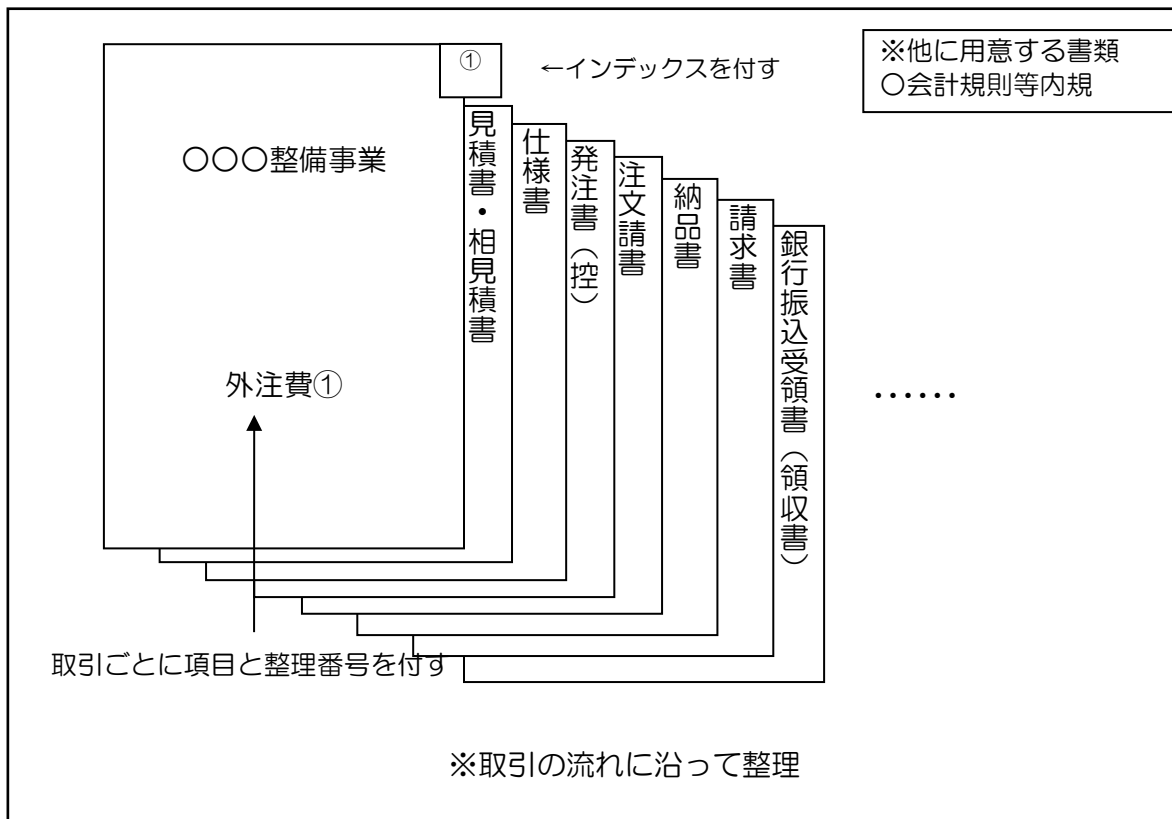 ①
←インデックスを付す
※他に用意する書類
〇会計規則等内規
〇〇〇整備事業
外注費①
見積書・相見積書
仕様書
発注書（控）
注文請書
納品書
請求書
銀行振込受領書（領収書）
……
取引ごとに項目と整理番号を付す
※取引の流れに沿って整理